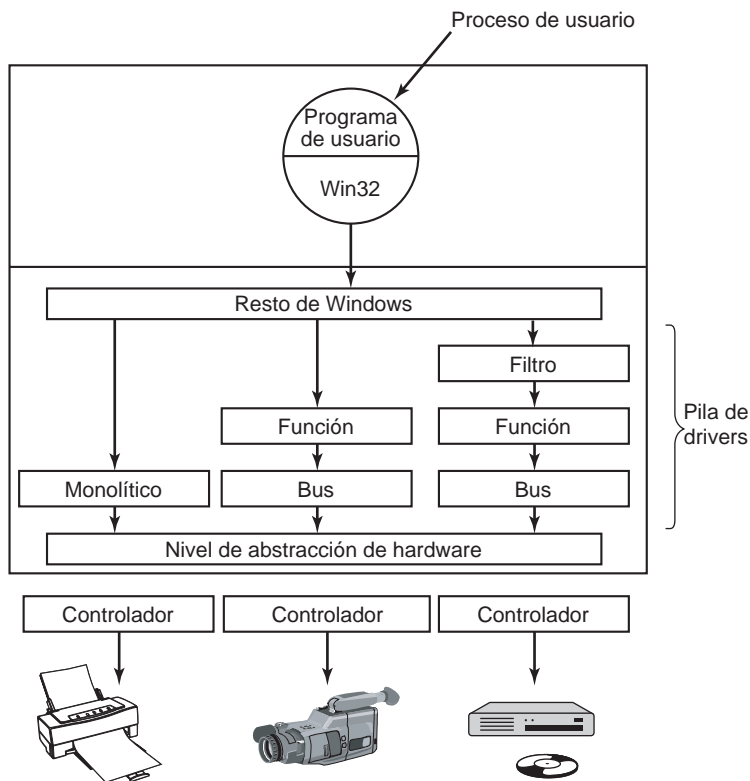 Proceso de usuario
Programa
de usuario
Win32
Resto de Windows
Filtro
Función
Función
Pila de
drivers
Monolítico
Bus
Bus
Nivel de abstracción de hardware
Controlador
Controlador
Controlador